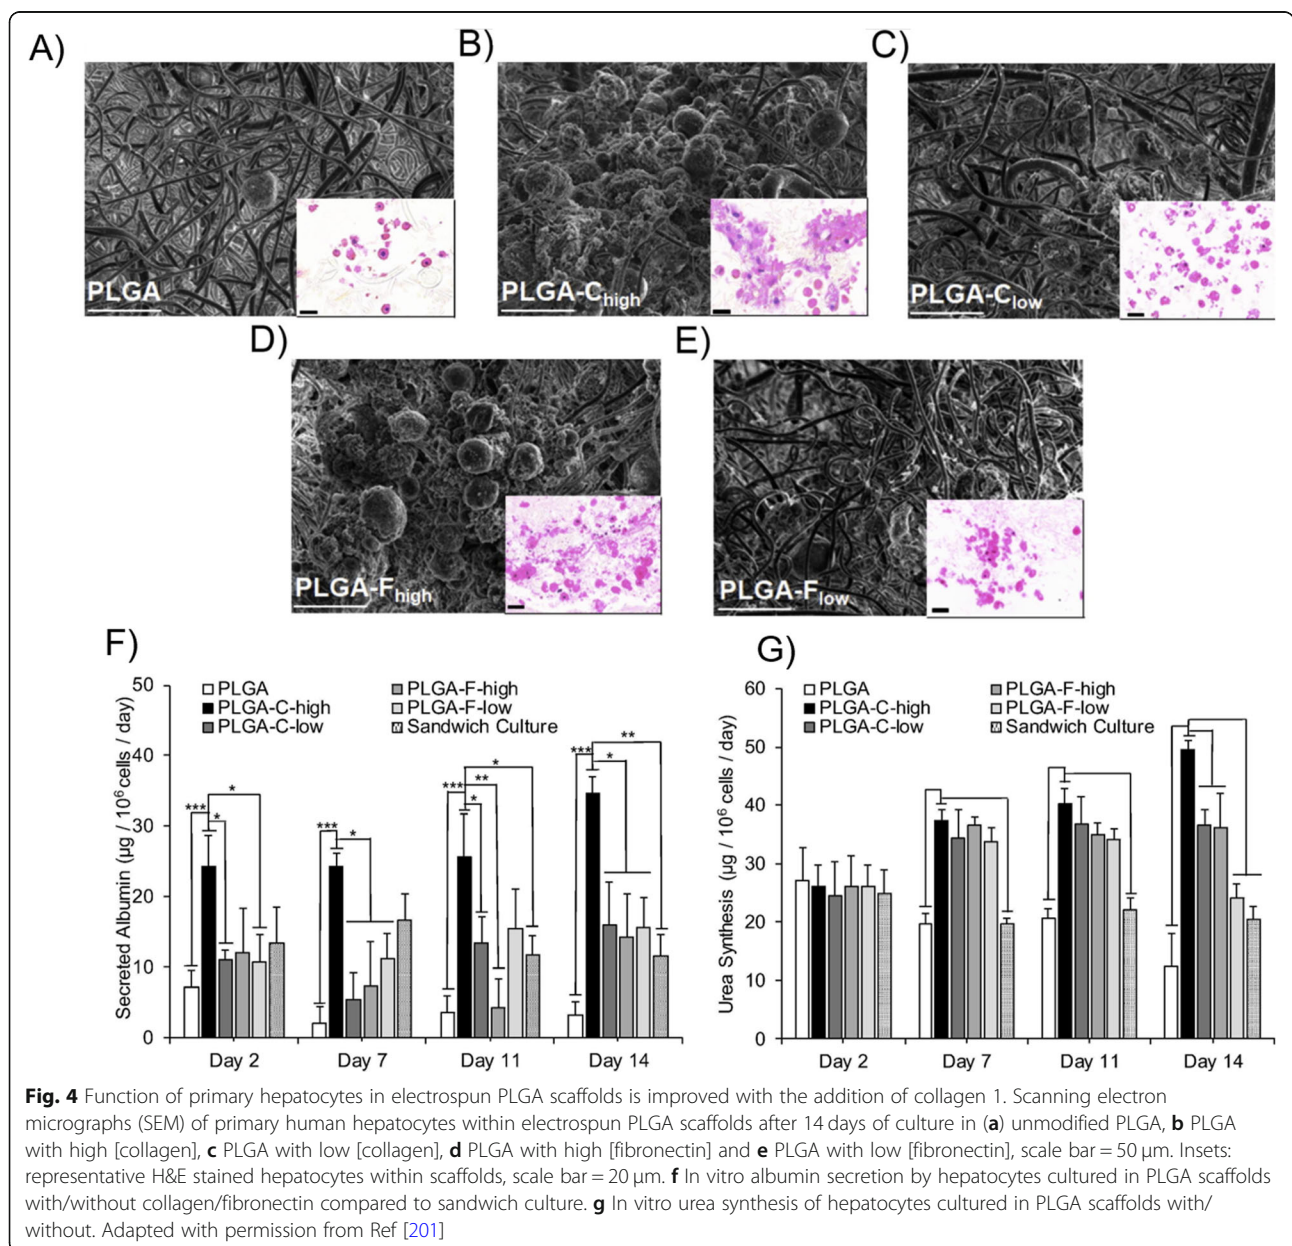 A)
B)
C)
PLGA
PLGA-Chigh
PLGA-Clow
D)
E)
PLGA-Fhigh
PLGA-Flow
F)
G)
50
40
30
20
10
0
Secreted Albumin (µg / 10⁶ cells / day)
PLGA
PLGA-C-high
PLGA-C-low
PLGA-F-high
PLGA-F-low
Sandwich Culture
***
*
*
***
*
***
*
**
*
***
*
**
Day 2
Day 7
Day 11
Day 14
60
50
40
30
20
10
0
Urea Synthesis (µg / 10⁶ cells / day)
PLGA
PLGA-C-high
PLGA-C-low
PLGA-F-high
PLGA-F-low
Sandwich Culture
Day 2
Day 7
Day 11
Day 14
Fig. 4 Function of primary hepatocytes in electrospun PLGA scaffolds is improved with the addition of collagen 1. Scanning electron
micrographs (SEM) of primary human hepatocytes within electrospun PLGA scaffolds after 14 days of culture in (a) unmodified PLGA, b PLGA
with high [collagen], c PLGA with low [collagen], d PLGA with high [fibronectin] and e PLGA with low [fibronectin], scale bar = 50 µm. Insets:
representative H&E stained hepatocytes within scaffolds, scale bar = 20 µm. f In vitro albumin secretion by hepatocytes cultured in PLGA scaffolds
with/without collagen/fibronectin compared to sandwich culture. g In vitro urea synthesis of hepatocytes cultured in PLGA scaffolds with/
without. Adapted with permission from Ref [201]